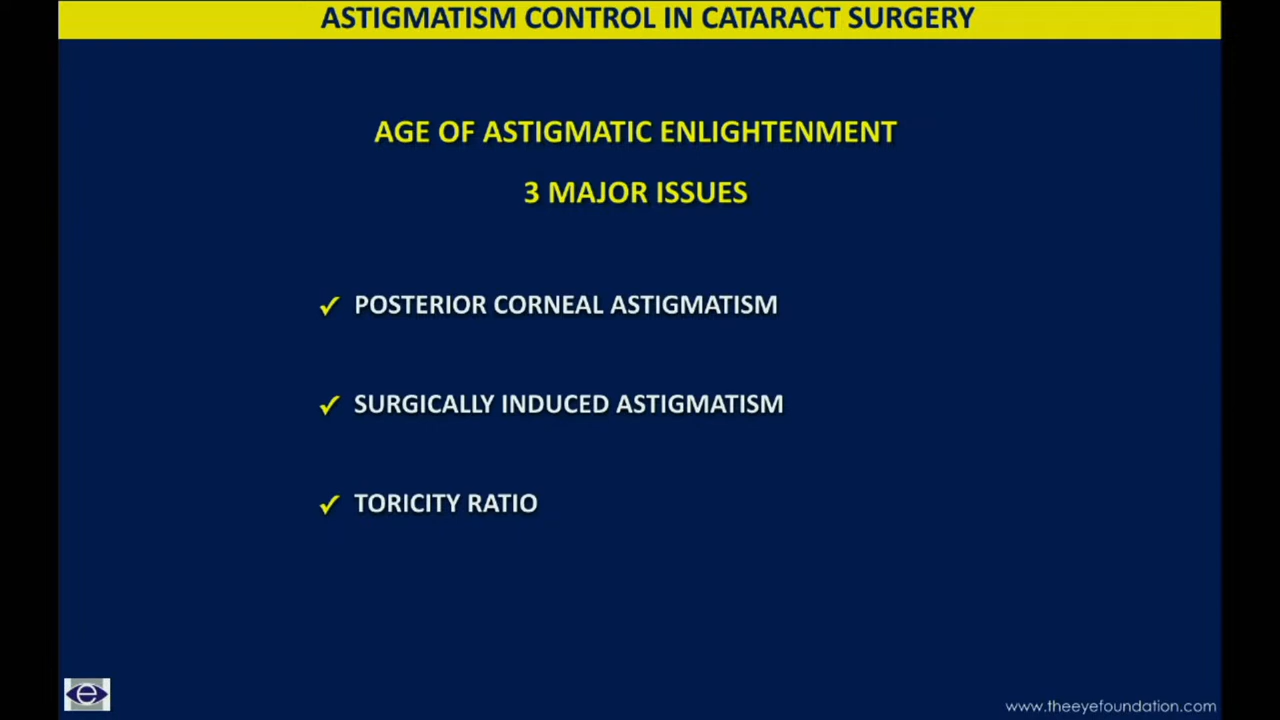 ASTIGMATISM CONTROL IN CATARACT SURGERY
AGE OF ASTIGMATIC ENLIGHTENMENT
3 MAJOR ISSUES
✓ POSTERIOR CORNEAL ASTIGMATISM
✓ SURGICALLY INDUCED ASTIGMATISM
✓ TORICITY RATIO
e
www.theeyefoundation.com